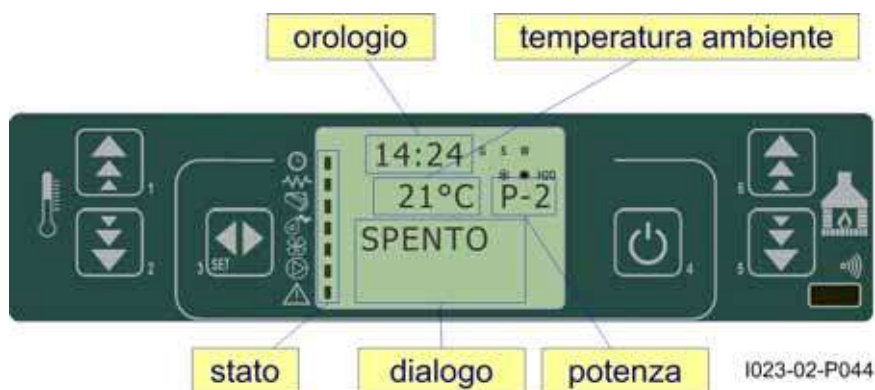 orologio
temperatura ambiente
14:24 G S W
21°C P-2
SPENTO
1
2
3 SET
4
6
5
stato
dialogo
potenza
I023-02-P044